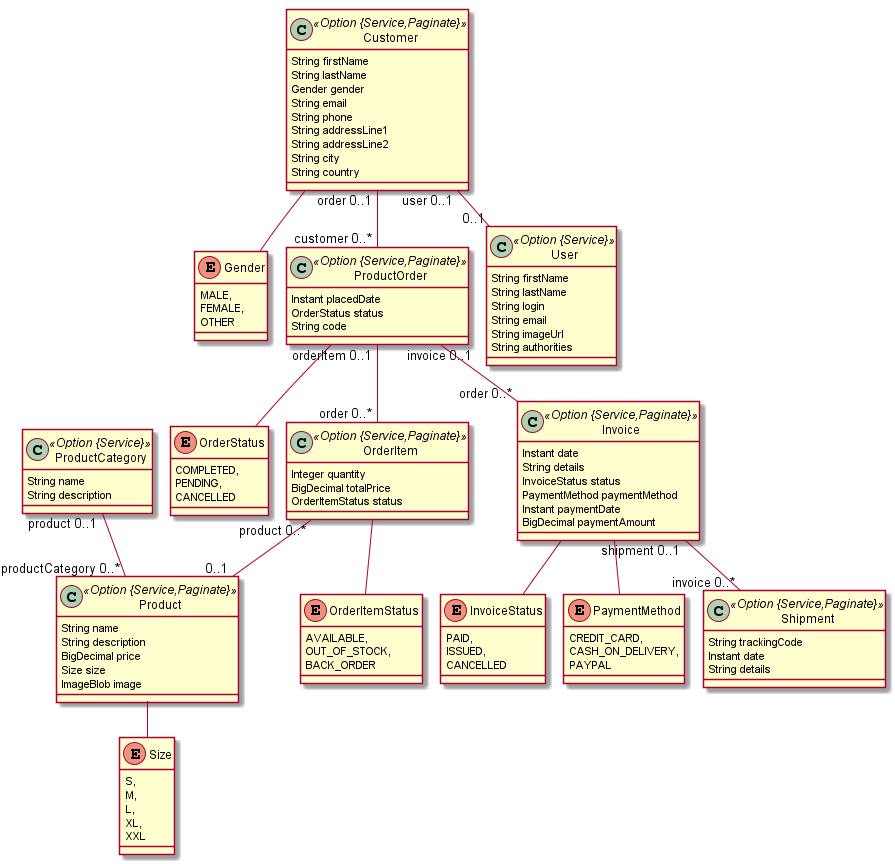 C «Option {Service,Paginate}»
Customer
String firstName
String lastName
Gender gender
String email
String phone
String addressLine1
String addressLine2
String city
String country
order 0..1
user 0..1
customer 0..*
0..1
E Gender
MALE,
FEMALE,
OTHER
C «Option {Service,Paginate}»
ProductOrder
Instant placedDate
OrderStatus status
String code
C «Option {Service}»
User
String firstName
String lastName
String login
String email
String imageUrl
String authorities
orderItem 0..1
invoice 0..1
order 0..*
order 0..*
C «Option {Service}»
ProductCategory
String name
String description
E OrderStatus
COMPLETED,
PENDING,
CANCELLED
C «Option {Service,Paginate}»
OrderItem
Integer quantity
BigDecimal totalPrice
OrderItemStatus status
C «Option {Service,Paginate}»
Invoice
Instant date
String details
InvoiceStatus status
PaymentMethod paymentMethod
Instant paymentDate
BigDecimal paymentAmount
product 0..1
product 0..*
shipment 0..1
productCategory 0..*
0..1
invoice 0..*
C «Option {Service,Paginate}»
Product
String name
String description
BigDecimal price
Size size
ImageBlob image
E OrderItemStatus
AVAILABLE,
OUT_OF_STOCK,
BACK_ORDER
E InvoiceStatus
PAID,
ISSUED,
CANCELLED
E PaymentMethod
CREDIT_CARD,
CASH_ON_DELIVERY,
PAYPAL
C «Option {Service,Paginate}»
Shipment
String trackingCode
Instant date
String details
E Size
S,
M,
L,
XL,
XXL